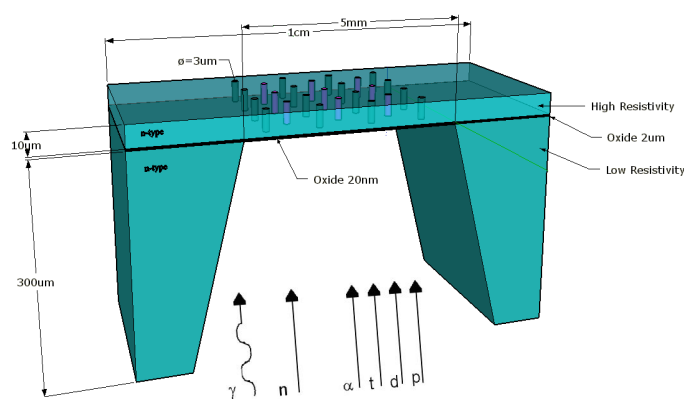 5mm
1cm
ø=3um
High Resistivity
n-type
10um
Oxide 2um
n-type
Low Resistivity
Oxide 20nm
300um
γ n α t d p